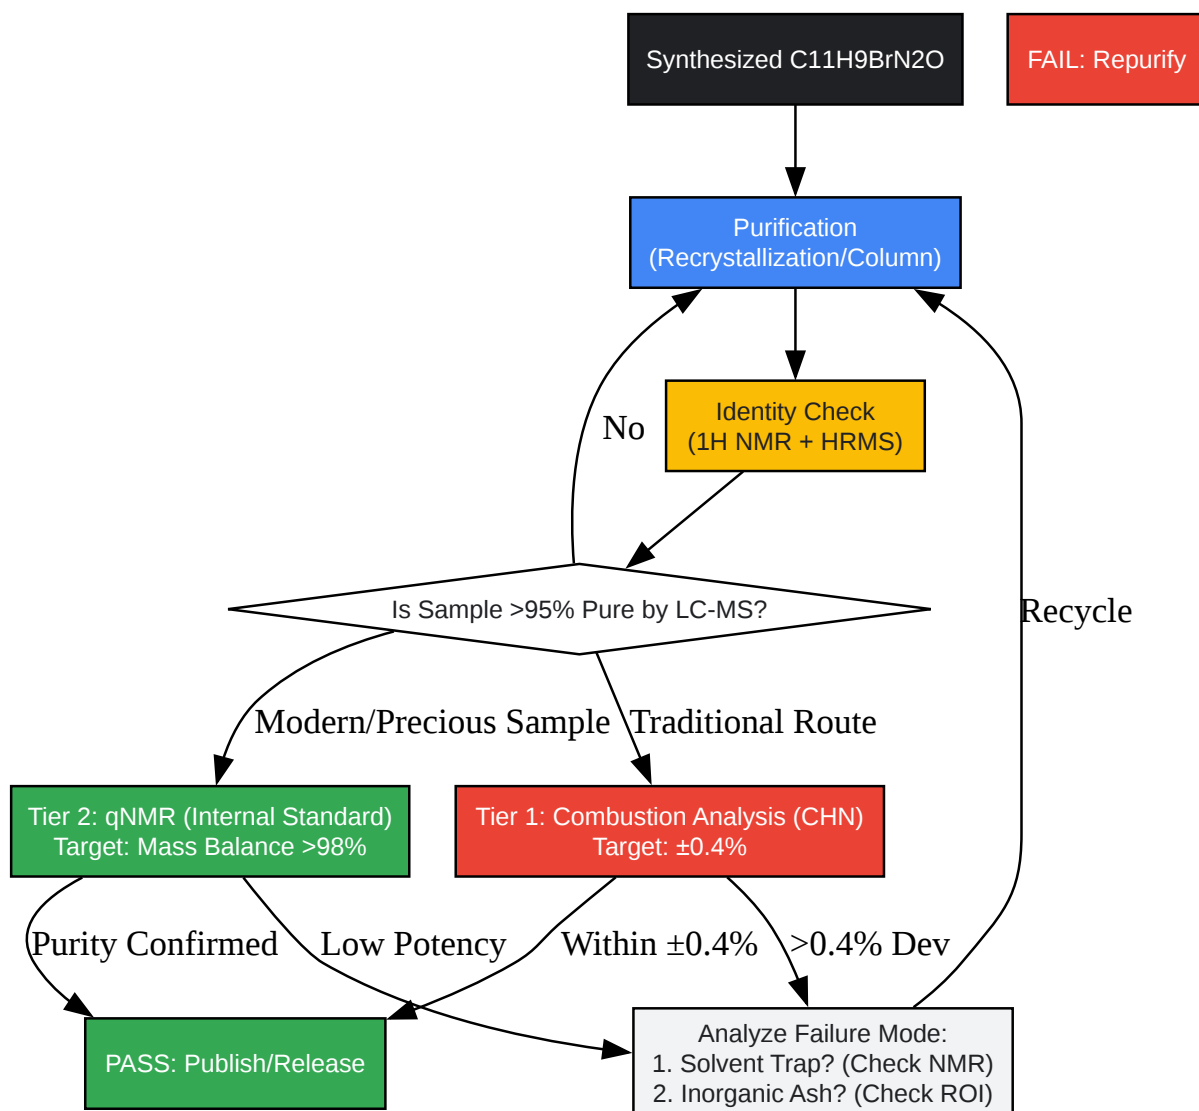 Synthesized C11H9BrN2O
FAIL: Repurify
Purification
(Recrystallization/Column)
Identity Check
(1H NMR + HRMS)
No
Is Sample >95% Pure by LC-MS?
Recycle
Modern/Precious Sample
Traditional Route
Tier 2: qNMR (Internal Standard)
Target: Mass Balance >98%
Tier 1: Combustion Analysis (CHN)
Target: ±0.4%
Purity Confirmed
Low Potency
Within ±0.4%
>0.4% Dev
PASS: Publish/Release
Analyze Failure Mode:
1. Solvent Trap? (Check NMR)
2. Inorganic Ash? (Check ROI)